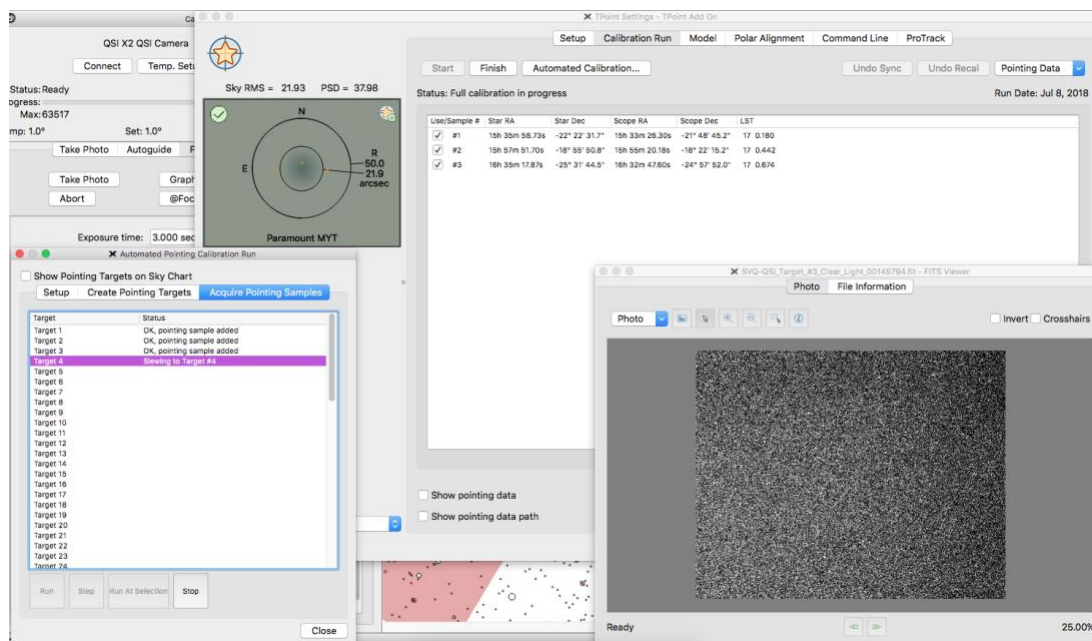 Ca
TPoint Settings - TPoint Add On
QSI X2 QSI Camera
Connect Temp. Setu
Status: Ready
ogress:
Max: 63517
mp: 1.0° Set: 1.0°
Take Photo Autoguide F
Take Photo Grap
Abort @Foc
Exposure time: 3.000 sec
Sky RMS = 21.93 PSD = 37.98
N
E
R
50.0
21.9
arcsec
Paramount MYT
Setup Calibration Run Model Polar Alignment Command Line ProTrack
Start Finish Automated Calibration... Undo Sync Undo Recal Pointing Data
Status: Full calibration in progress Run Date: Jul 8, 2018
Use/Sample # Star RA Star Dec Scope RA Scope Dec LST
#1 15h 35m 58.73s -22° 22' 31.7" 15h 33m 26.30s -21° 48' 45.2" 17 0.180
#2 15h 57m 51.70s -18° 55' 50.8" 15h 55m 20.18s -18° 22' 15.2" 17 0.442
#3 16h 35m 17.87s -25° 31' 44.5" 16h 32m 47.60s -24° 57' 52.0" 17 0.674
Show pointing data
Show pointing data path
Automated Pointing Calibration Run
Show Pointing Targets on Sky Chart
Setup Create Pointing Targets Acquire Pointing Samples
Target Status
Target 1 OK, pointing sample added
Target 2 OK, pointing sample added
Target 3 OK, pointing sample added
Target 4 Slewing to Target #4
Target 5
Target 6
Target 7
Target 8
Target 9
Target 10
Target 11
Target 12
Target 13
Target 14
Target 15
Target 16
Target 17
Target 18
Target 19
Target 20
Target 21
Target 22
Target 23
Target 24
Run Step Run At Selection Stop
Close
SVQ-QSI_Target_#3_Clear_Light_00145794.fit - FITS Viewer
Photo File Information
Photo Invert Crosshairs
Ready 25.00%